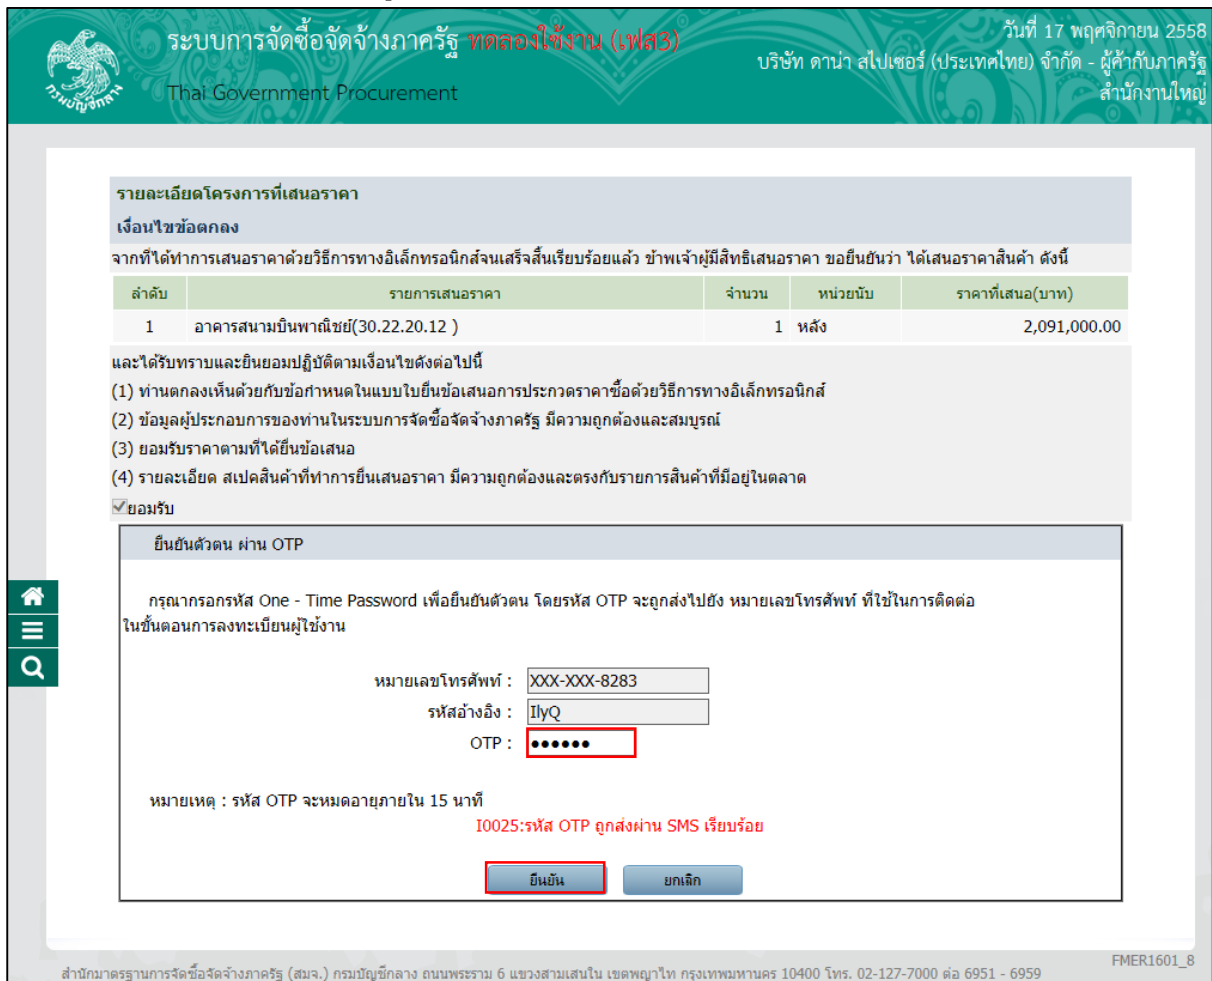 ระบบการจัดซื้อจัดจ้างภาครัฐ ทดลองใช้งาน (เฟส3)
Thai Government Procurement
กรมบัญชีกลาง
วันที่ 17 พฤศจิกายน 2558
บริษัท ดาน่า สไปเซอร์ (ประเทศไทย) จำกัด - ผู้ค้ากับภาครัฐ
สำนักงานใหญ่
รายละเอียดโครงการที่เสนอราคา
เงื่อนไขข้อตกลง
จากที่ได้ทำการเสนอราคาด้วยวิธีการทางอิเล็กทรอนิกส์จนเสร็จสิ้นเรียบร้อยแล้ว ข้าพเจ้าผู้มีสิทธิเสนอราคา ขอยืนยันว่า ได้เสนอราคาสินค้า ดังนี้
ลำดับ รายการเสนอราคา จำนวน หน่วยนับ ราคาที่เสนอ(บาท)
1 อาคารสนามบินพาณิชย์(30.22.20.12 ) 1 หลัง 2,091,000.00
และได้รับทราบและยินยอมปฏิบัติตามเงื่อนไขดังต่อไปนี้
(1) ท่านตกลงเห็นด้วยกับข้อกำหนดในแบบใบยื่นข้อเสนอการประกวดราคาซื้อด้วยวิธีการทางอิเล็กทรอนิกส์
(2) ข้อมูลผู้ประกอบการของท่านในระบบการจัดซื้อจัดจ้างภาครัฐ มีความถูกต้องและสมบูรณ์
(3) ยอมรับราคาตามที่ได้ยื่นข้อเสนอ
(4) รายละเอียด สเปคสินค้าที่ทำการยื่นเสนอราคา มีความถูกต้องและตรงกับรายการสินค้าที่มีอยู่ในตลาด
ยอมรับ
ยืนยันตัวตน ผ่าน OTP
กรุณากรอกรหัส One - Time Password เพื่อยืนยันตัวตน โดยรหัส OTP จะถูกส่งไปยัง หมายเลขโทรศัพท์ ที่ใช้ในการติดต่อ
ในขั้นตอนการลงทะเบียนผู้ใช้งาน
หมายเลขโทรศัพท์ : XXX-XXX-8283
รหัสอ้างอิง : IlyQ
OTP : ●●●●●●
หมายเหตุ : รหัส OTP จะหมดอายุภายใน 15 นาที
I0025:รหัส OTP ถูกส่งผ่าน SMS เรียบร้อย
ยืนยัน ยกเลิก
สำนักมาตรฐานการจัดซื้อจัดจ้างภาครัฐ (สมจ.) กรมบัญชีกลาง ถนนพระราม 6 แขวงสามเสนใน เขตพญาไท กรุงเทพมหานคร 10400 โทร. 02-127-7000 ต่อ 6951 - 6959
FMER1601_8